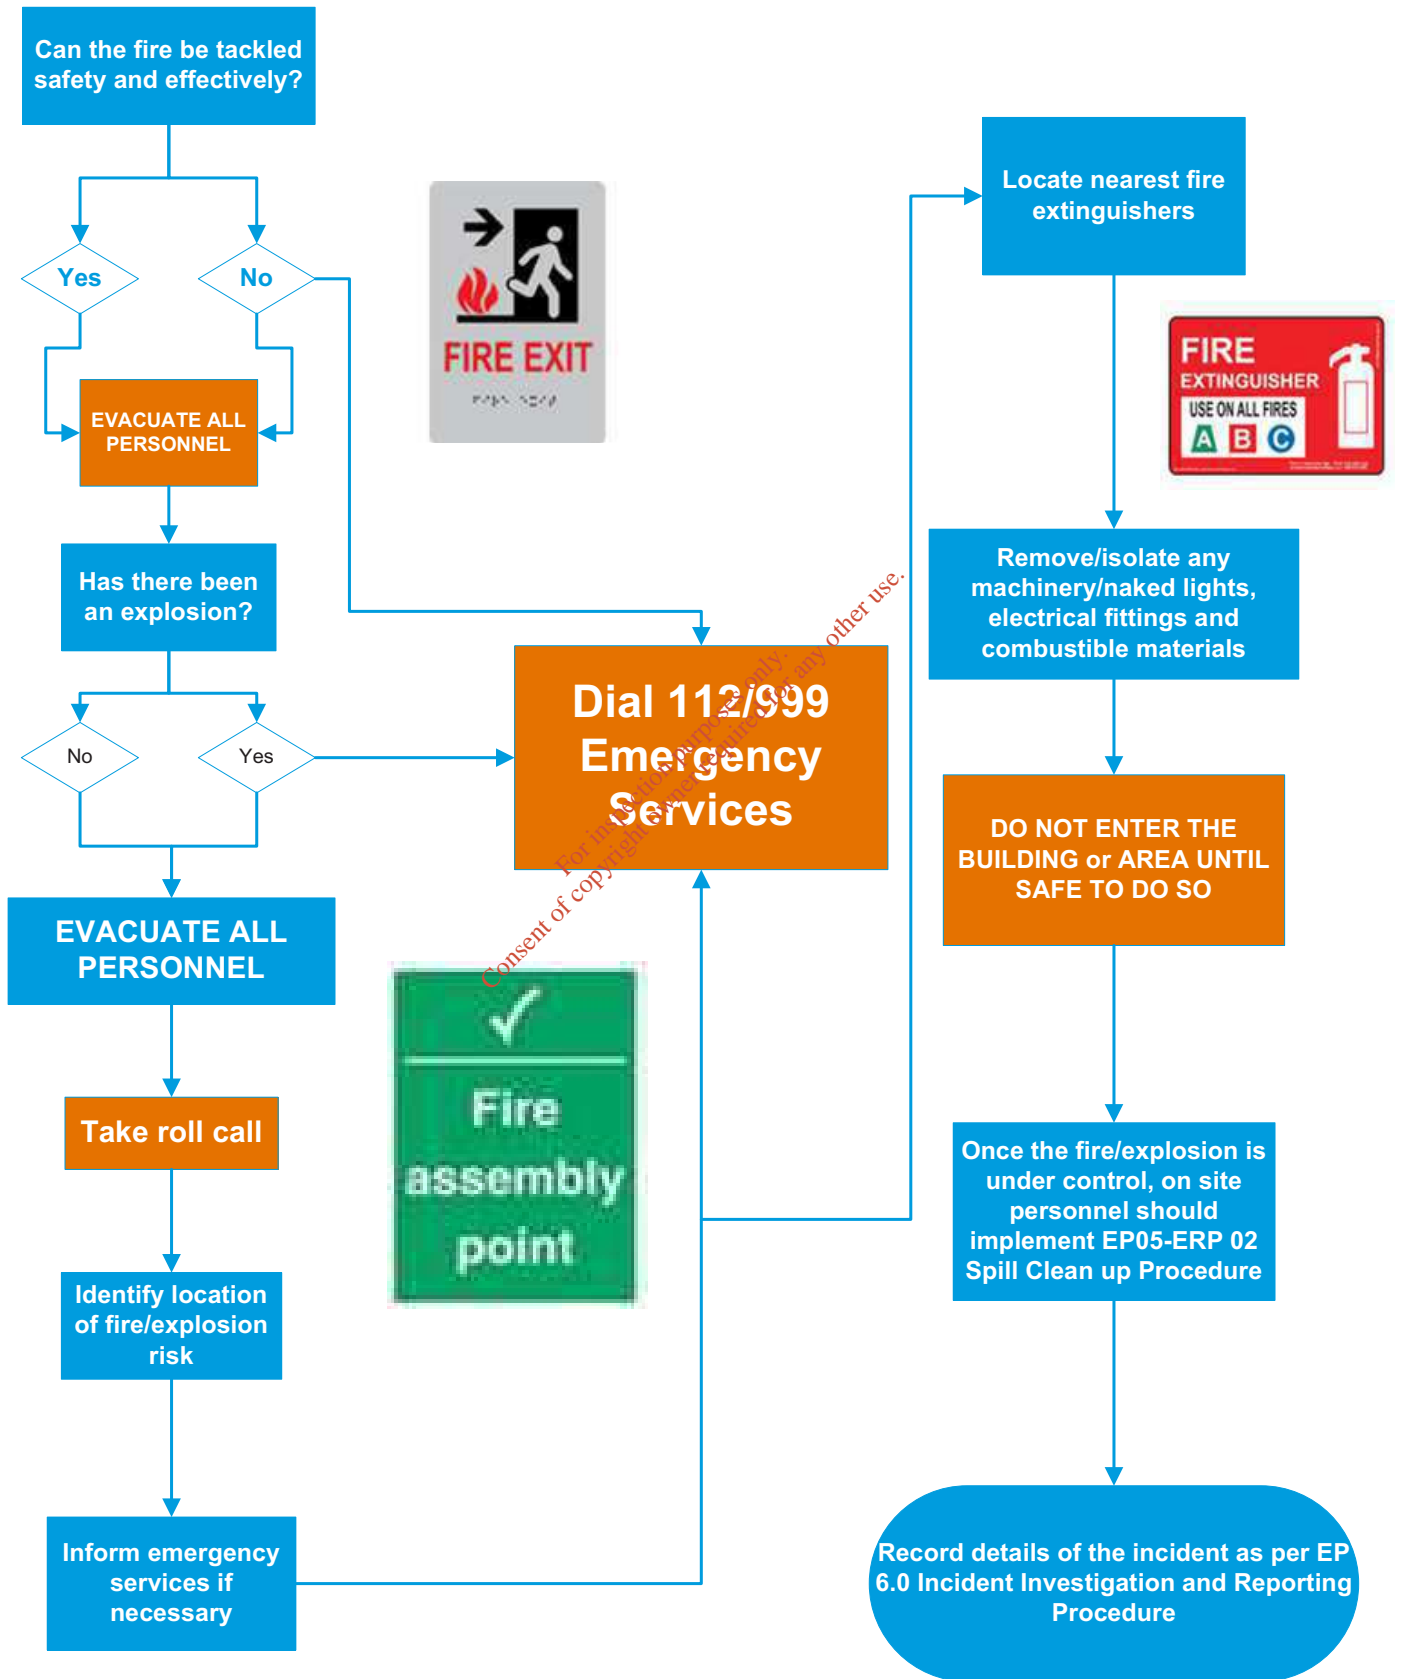 Can the fire be tackled
safety and effectively?
Yes
No
EVACUATE ALL
PERSONNEL
Has there been
an explosion?
No
Yes
EVACUATE ALL
PERSONNEL
Take roll call
Identify location
of fire/explosion
risk
Inform emergency
services if
necessary
FIRE EXIT
Dial 112/999
Emergency
Services
For inspection purposes only.
Consent of copyright owner required for any other use.
✓
Fire
assembly
point
Locate nearest fire
extinguishers
FIRE
EXTINGUISHER
USE ON ALL FIRES
A B C
Remove/isolate any
machinery/naked lights,
electrical fittings and
combustible materials
DO NOT ENTER THE
BUILDING or AREA UNTIL
SAFE TO DO SO
Once the fire/explosion is
under control, on site
personnel should
implement EP05-ERP 02
Spill Clean up Procedure
Record details of the incident as per EP
6.0 Incident Investigation and Reporting
Procedure